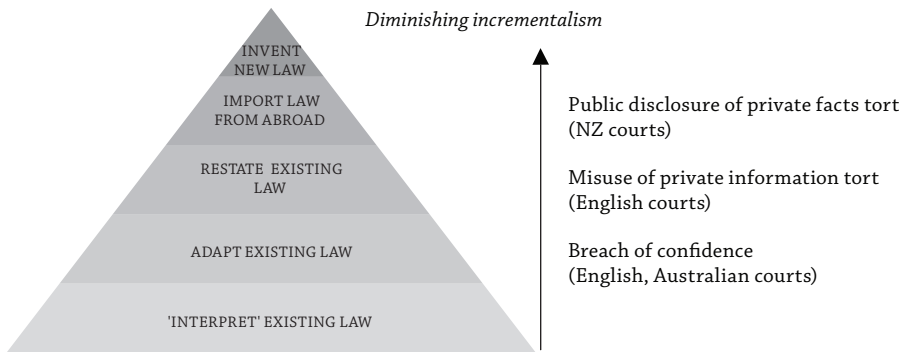 Diminishing incrementalism
INVENT
NEW LAW
IMPORT LAW
FROM ABROAD
RESTATE EXISTING
LAW
ADAPT EXISTING LAW
'INTERPRET' EXISTING LAW
Public disclosure of private facts tort
(NZ courts)
Misuse of private information tort
(English courts)
Breach of confidence
(English, Australian courts)